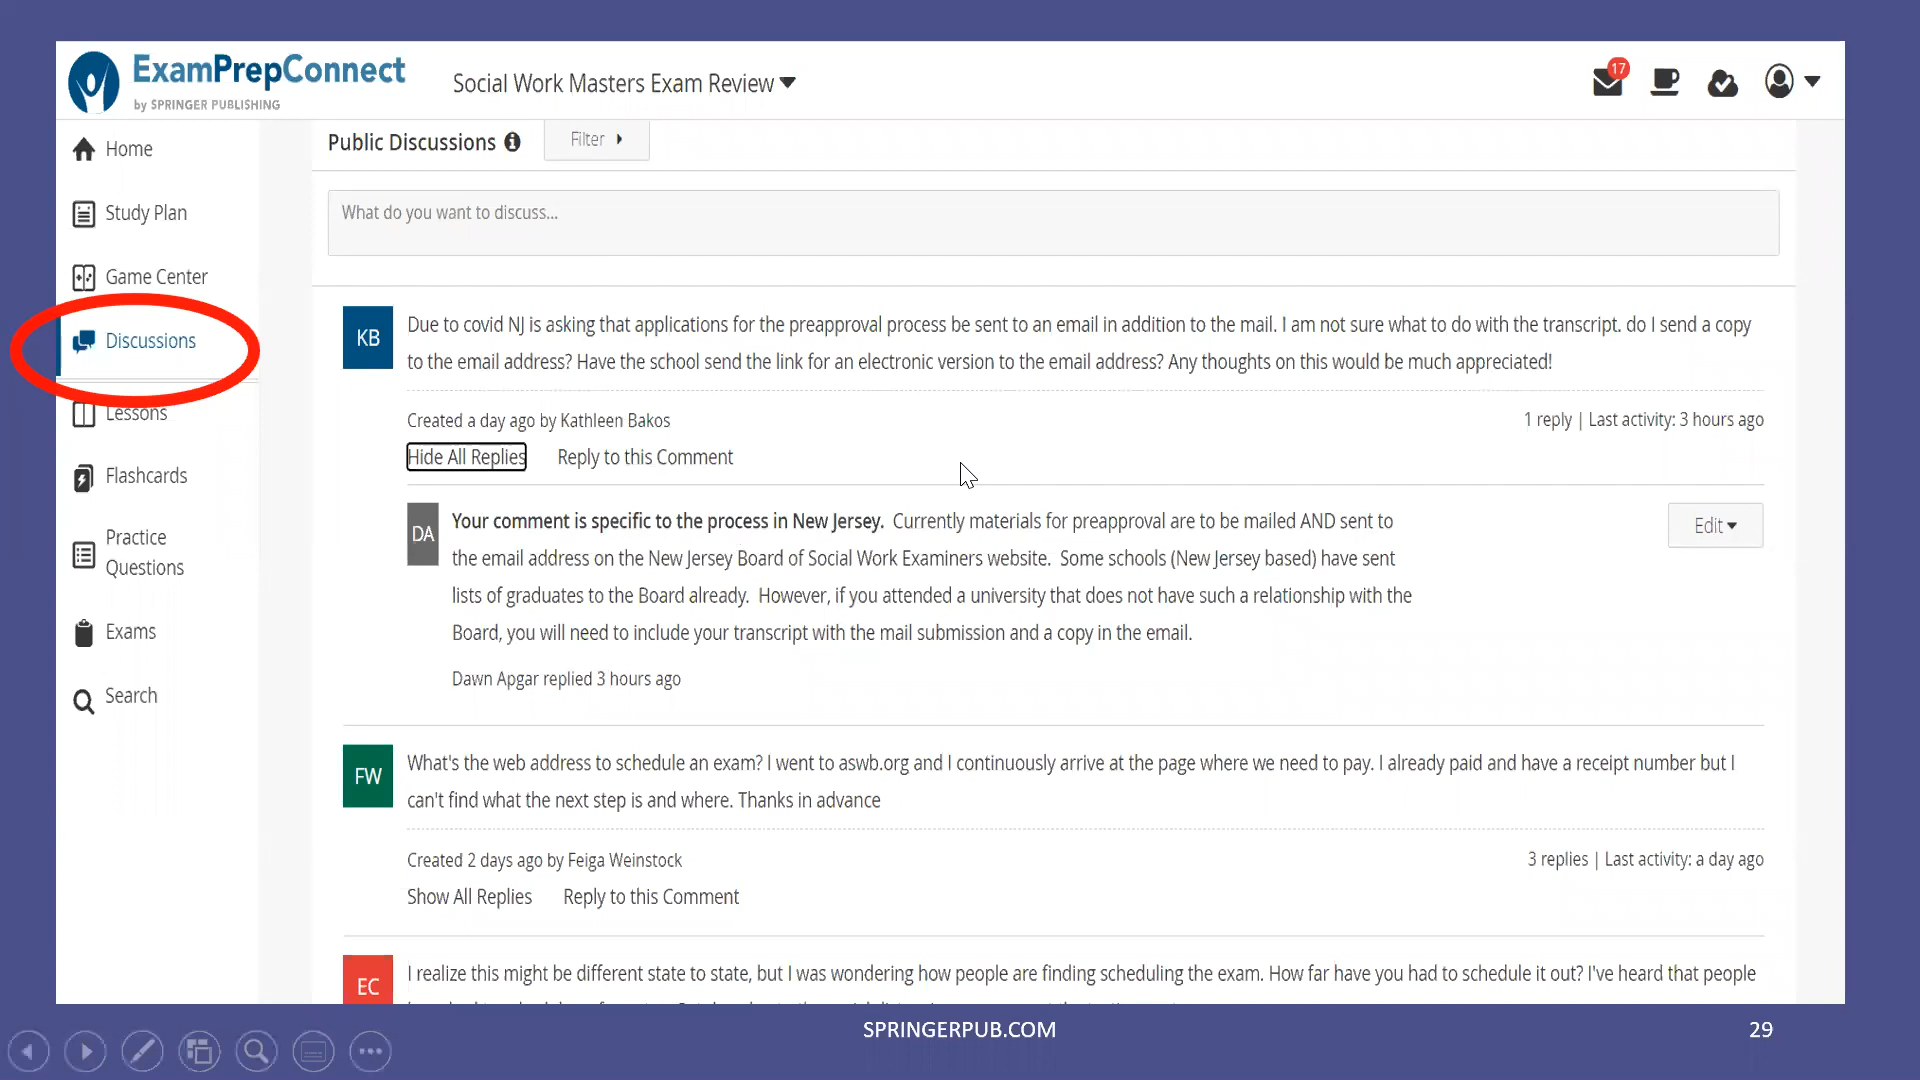 ExamPrepConnect
by SPRINGER PUBLISHING
Social Work Masters Exam Review
17
Home
Study Plan
Game Center
Discussions
Lessons
Flashcards
Practice
Questions
Exams
Search
Public Discussions
Filter
What do you want to discuss...
KB
Due to covid NJ is asking that applications for the preapproval process be sent to an email in addition to the mail. I am not sure what to do with the transcript. do I send a copy
to the email address? Have the school send the link for an electronic version to the email address? Any thoughts on this would be much appreciated!
Created a day ago by Kathleen Bakos
1 reply | Last activity: 3 hours ago
Hide All Replies
Reply to this Comment
DA
Your comment is specific to the process in New Jersey. Currently materials for preapproval are to be mailed AND sent to
the email address on the New Jersey Board of Social Work Examiners website. Some schools (New Jersey based) have sent
lists of graduates to the Board already. However, if you attended a university that does not have such a relationship with the
Board, you will need to include your transcript with the mail submission and a copy in the email.
Edit
Dawn Apgar replied 3 hours ago
FW
What's the web address to schedule an exam? I went to aswb.org and I continuously arrive at the page where we need to pay. I already paid and have a receipt number but I
can't find what the next step is and where. Thanks in advance
Created 2 days ago by Feiga Weinstock
3 replies | Last activity: a day ago
Show All Replies
Reply to this Comment
EC
I realize this might be different state to state, but I was wondering how people are finding scheduling the exam. How far have you had to schedule it out? I've heard that people
SPRINGERPUB.COM
29